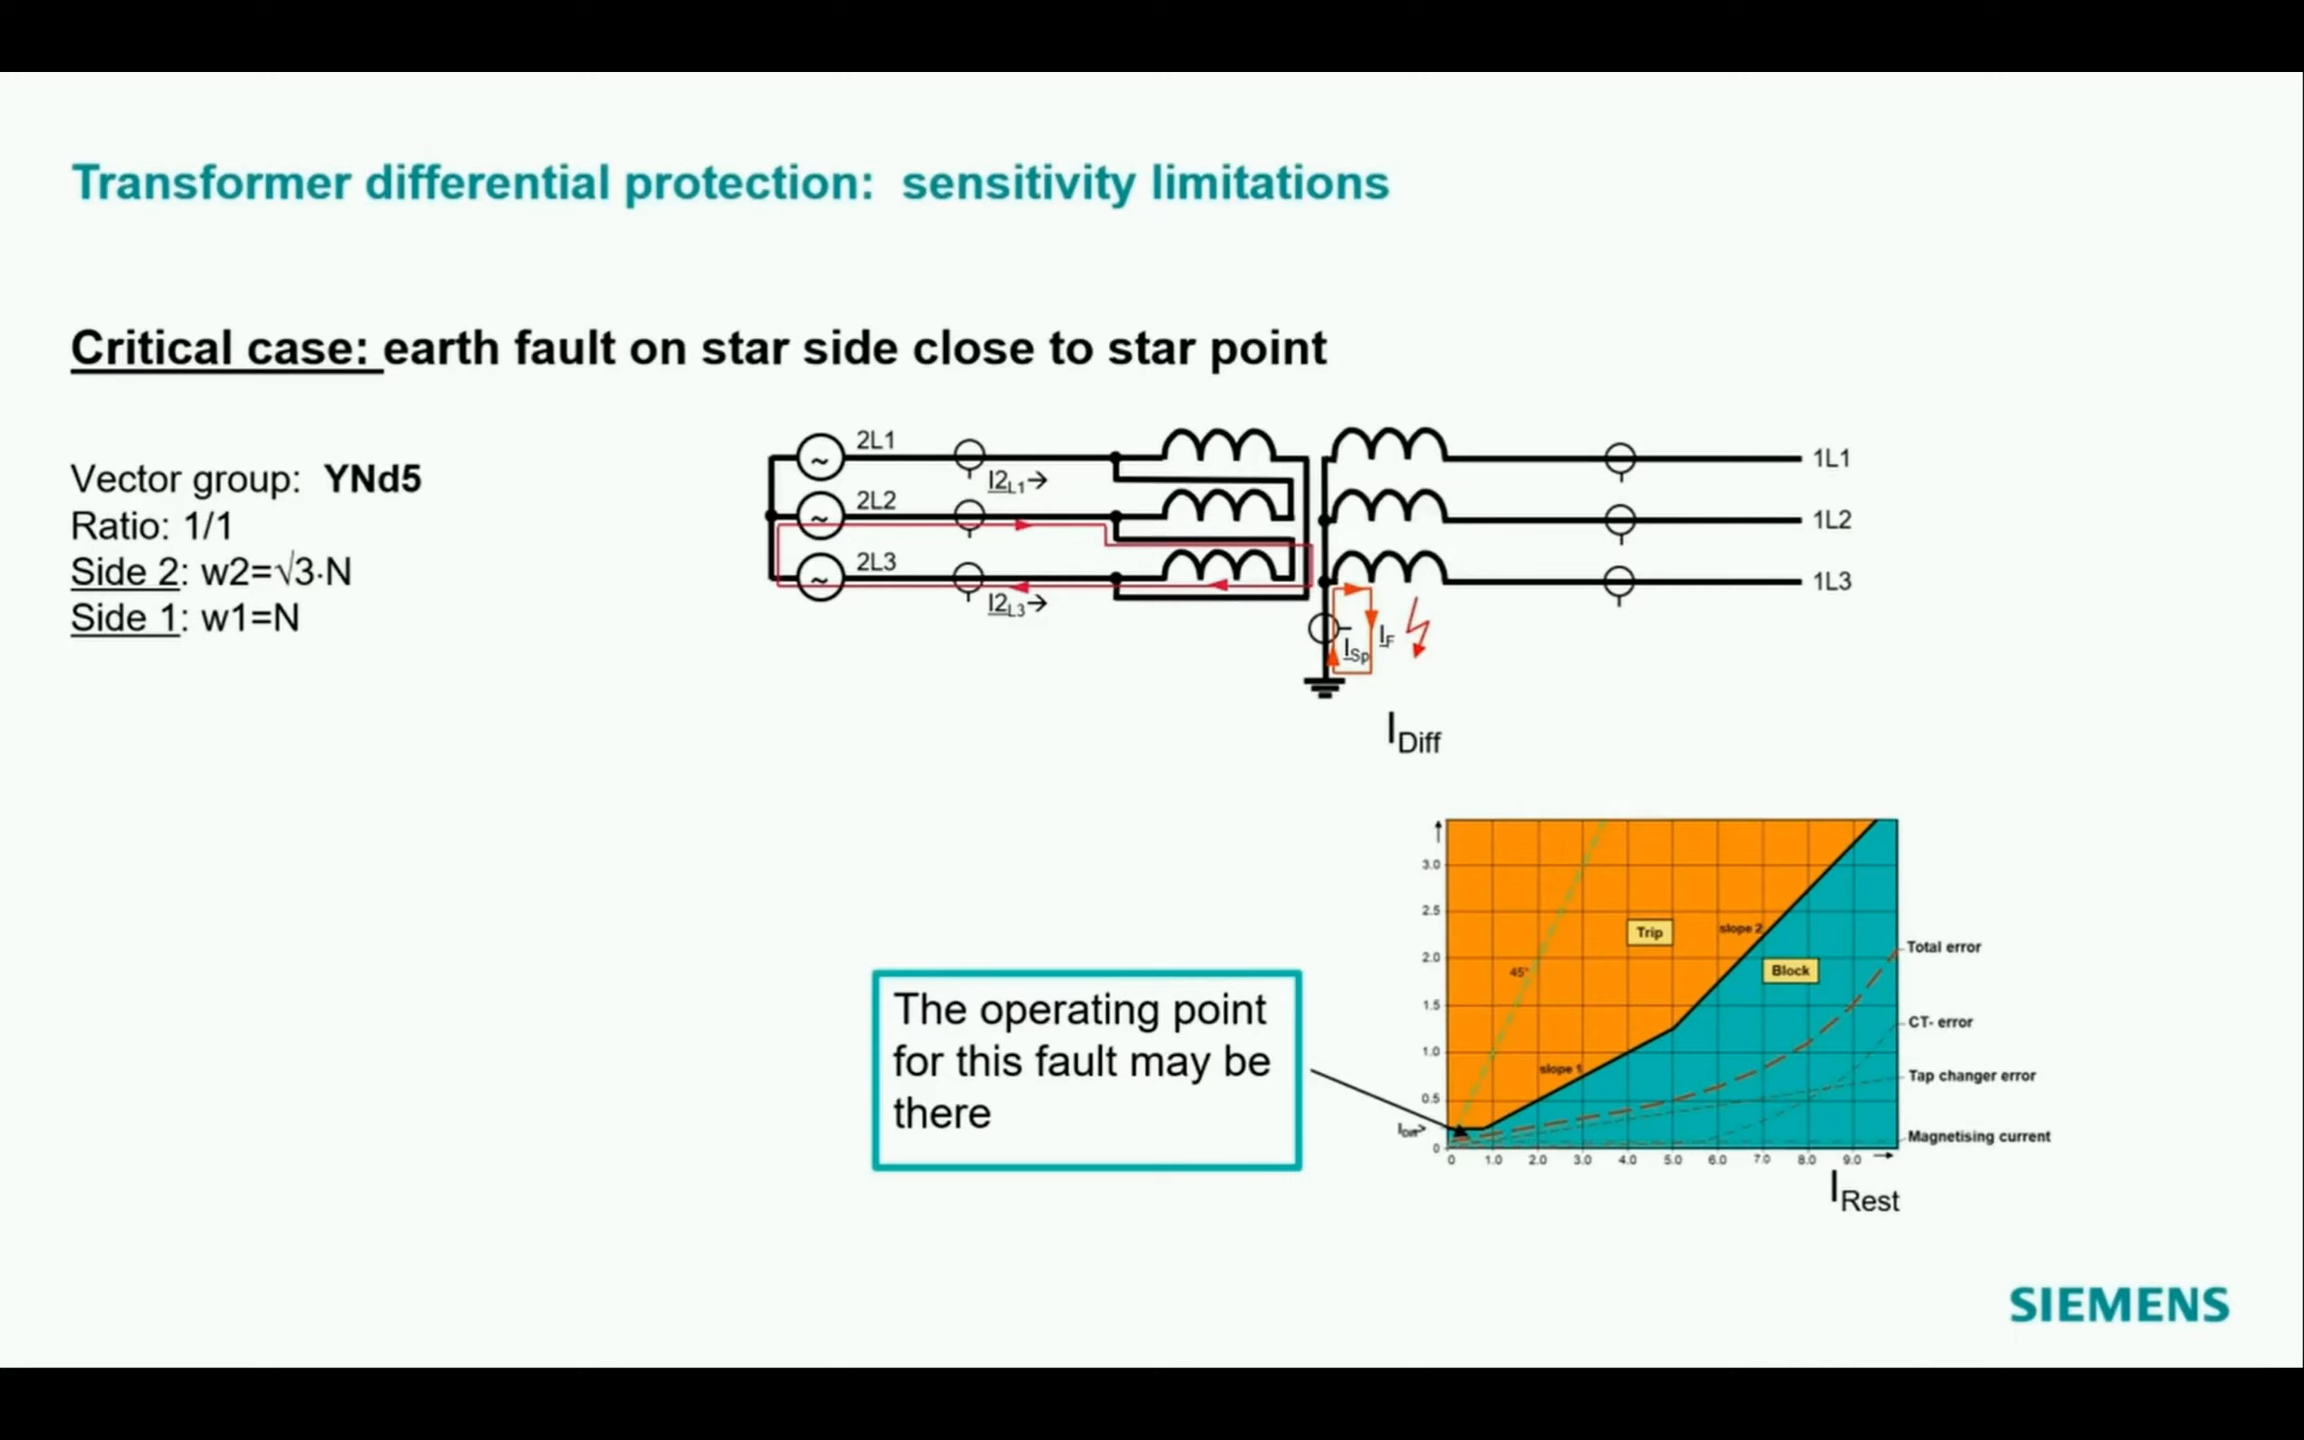 Transformer differential protection: sensitivity limitations
Critical case: earth fault on star side close to star point
Vector group: YNd5
Ratio: 1/1
Side 2: w2=√3·N
Side 1: w1=N
2L1
I2L1→
2L2
2L3
I2L3→
1L1
1L2
1L3
ISp
IF
IDiff
3.0
2.5
2.0
1.5
1.0
0.5
IDiff>
0
Trip
slope 2
Block
45°
slope 1
Total error
CT- error
Tap changer error
Magnetising current
0 1.0 2.0 3.0 4.0 5.0 6.0 7.0 8.0 9.0
IRest
The operating point
for this fault may be
there
SIEMENS